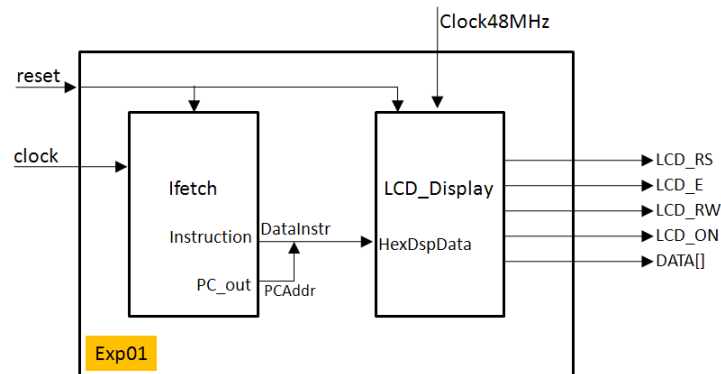 Clock48MHz
reset
clock
Ifetch
LCD_Display
Instruction
DataInstr
HexDspData
PC_out
PCAddr
LCD_RS
LCD_E
LCD_RW
LCD_ON
DATA[]
Exp01